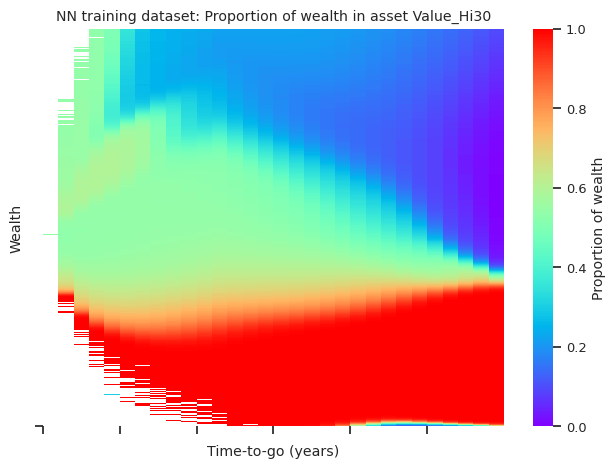 NN training dataset: Proportion of wealth in asset Value_Hi30
Wealth
Time-to-go (years)
1.0
0.8
0.6
0.4
0.2
0.0
Proportion of wealth